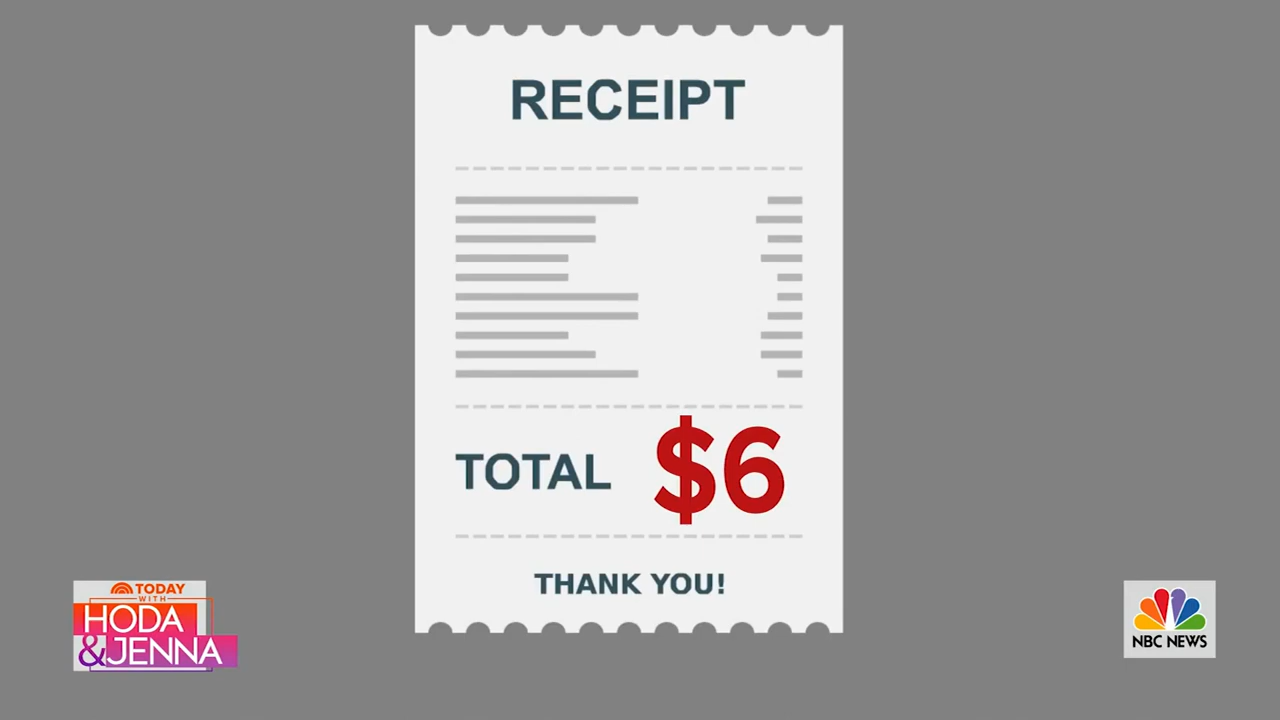 RECEIPT
TOTAL $6
THANK YOU!
TODAY
WITH
HODA
&JENNA
NBC NEWS